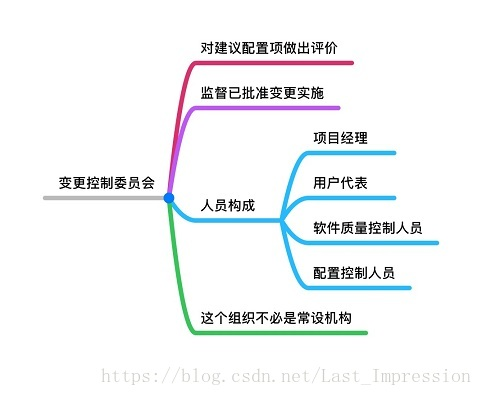 对建议配置项做出评价
监督已批准变更实施
项目经理
变更控制委员会
用户代表
人员构成
软件质量控制人员
配置控制人员
这个组织不必是常设机构
https://blog.csdn.net/Last_Impression